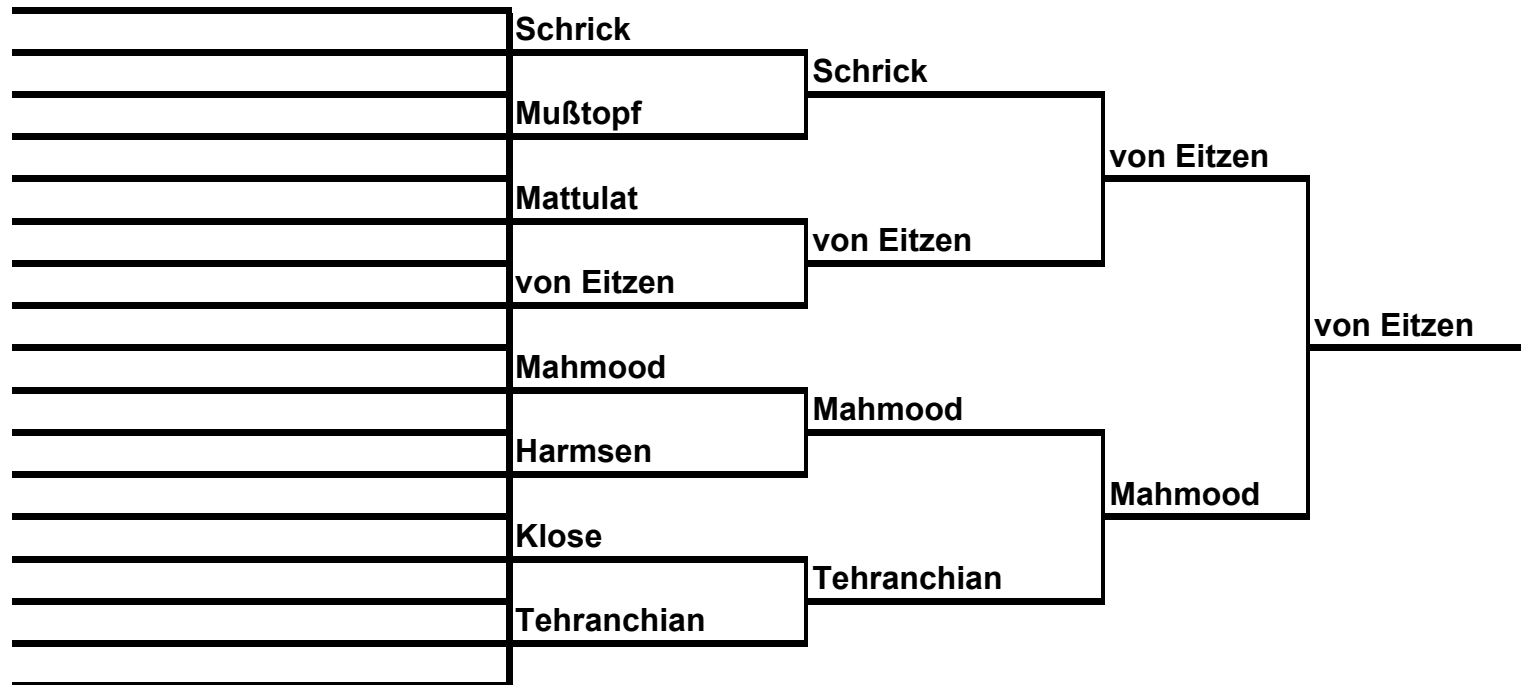 Schrick
Schrick
Mußtopf
von Eitzen
Mattulat
von Eitzen
von Eitzen
von Eitzen
Mahmood
Mahmood
Harmsen
Mahmood
Klose
Tehranchian
Tehranchian